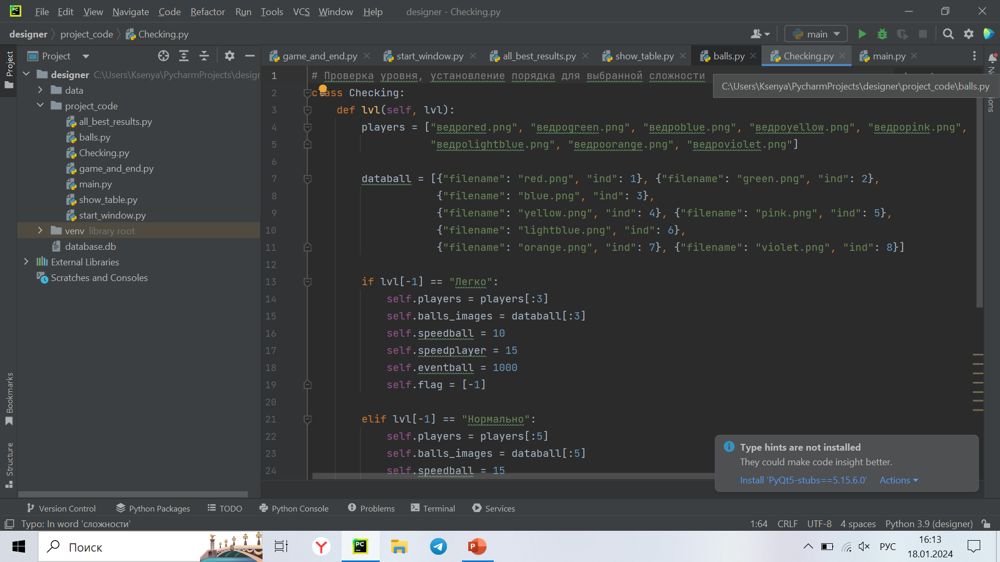 File Edit View Navigate Code Refactor Run Tools VCS Window Help designer - Checking.py
designer project_code Checking.py main
Project
Project
game_and_end.py start_window.py all_best_results.py show_table.py balls.py Checking.py main.py
designer C:\Users\Ksenya\PycharmProjects\desigr
data
project_code
all_best_results.py
balls.py
Checking.py
game_and_end.py
main.py
show_table.py
start_window.py
venv library root
database.db
External Libraries
Scratches and Consoles
Bookmarks
Structure
C:\Users\Ksenya\PycharmProjects\designer\project_code\balls.py
1 # Проверка уровня, установление порядка для выбранной сложности
2 class Checking:
3 def lvl(self, lvl):
4 players = ["ведроred.png", "ведроgreen.png", "ведроblue.png", "ведроyellow.png", "ведроpink.png",
5 "ведроlightblue.png", "ведроorange.png", "ведроviolet.png"]
6
7 databall = [{"filename": "red.png", "ind": 1}, {"filename": "green.png", "ind": 2},
8 {"filename": "blue.png", "ind": 3},
9 {"filename": "yellow.png", "ind": 4}, {"filename": "pink.png", "ind": 5},
10 {"filename": "lightblue.png", "ind": 6},
11 {"filename": "orange.png", "ind": 7}, {"filename": "violet.png", "ind": 8}]
12
13 if lvl[-1] == "Легко":
14 self.players = players[:3]
15 self.balls_images = databall[:3]
16 self.speedball = 10
17 self.speedplayer = 15
18 self.eventball = 1000
19 self.flag = [-1]
20
21 elif lvl[-1] == "Нормально":
22 self.players = players[:5]
23 self.balls_images = databall[:5]
24 self.speedball = 15
Type hints are not installed
They could make code insight better.
Install 'PyQt5-stubs==5.15.6.0' Actions
Version Control Python Packages TODO Python Console Problems Terminal Services
Typo: In word 'сложности' 1:64 CRLF UTF-8 4 spaces Python 3.9 (designer)
Поиск РУС 16:13
18.01.2024